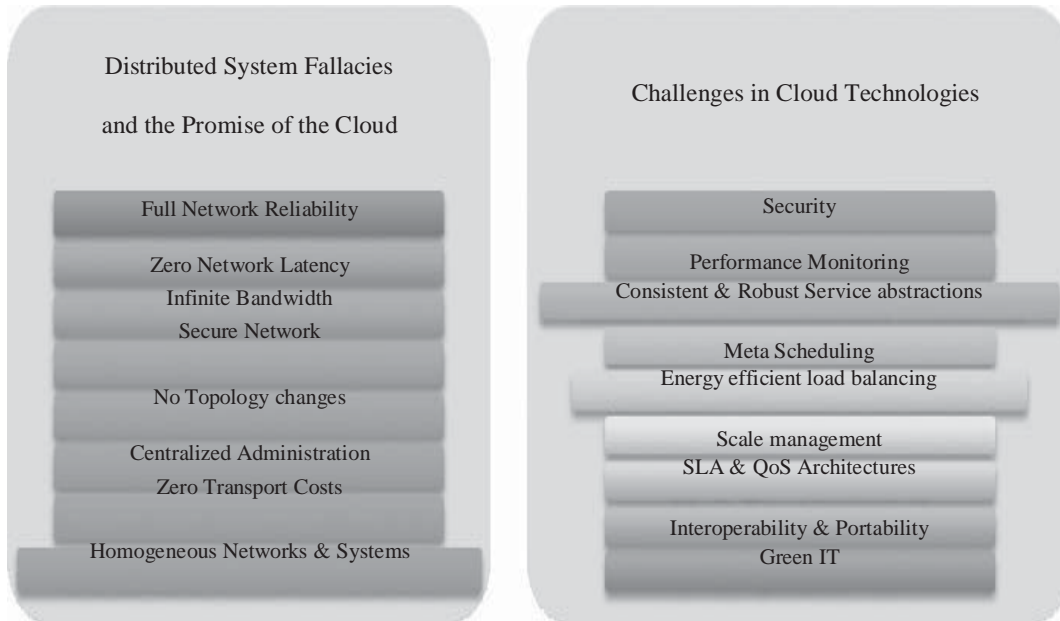 Distributed System Fallacies
and the Promise of the Cloud
Full Network Reliability
Zero Network Latency
Infinite Bandwidth
Secure Network
No Topology changes
Centralized Administration
Zero Transport Costs
Homogeneous Networks & Systems
Challenges in Cloud Technologies
Security
Performance Monitoring
Consistent & Robust Service abstractions
Meta Scheduling
Energy efficient load balancing
Scale management
SLA & QoS Architectures
Interoperability & Portability
Green IT